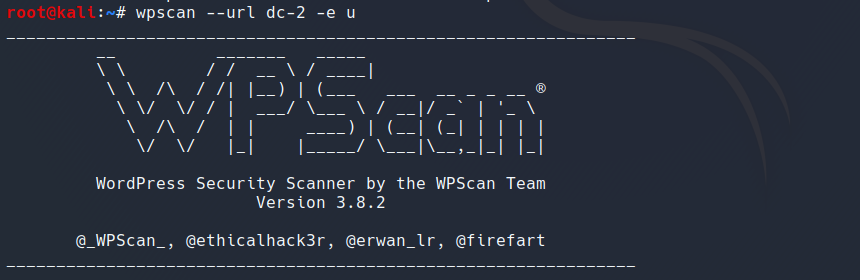 root@kali:~# wpscan --url dc-2 -e u
_______________________________________________________________
WPScan ®
WordPress Security Scanner by the WPScan Team
Version 3.8.2
@_WPScan_, @ethicalhack3r, @erwan_lr, @firefart
_______________________________________________________________